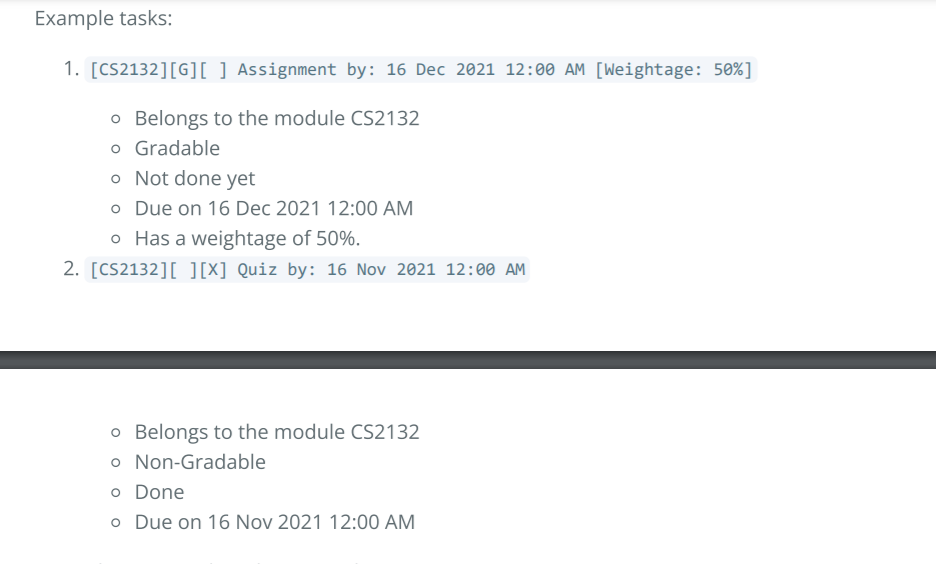 Example tasks:
1. [CS2132][G][ ] Assignment by: 16 Dec 2021 12:00 AM [Weightage: 50%]
○ Belongs to the module CS2132
○ Gradable
○ Not done yet
○ Due on 16 Dec 2021 12:00 AM
○ Has a weightage of 50%.
2. [CS2132][ ][X] Quiz by: 16 Nov 2021 12:00 AM
○ Belongs to the module CS2132
○ Non-Gradable
○ Done
○ Due on 16 Nov 2021 12:00 AM